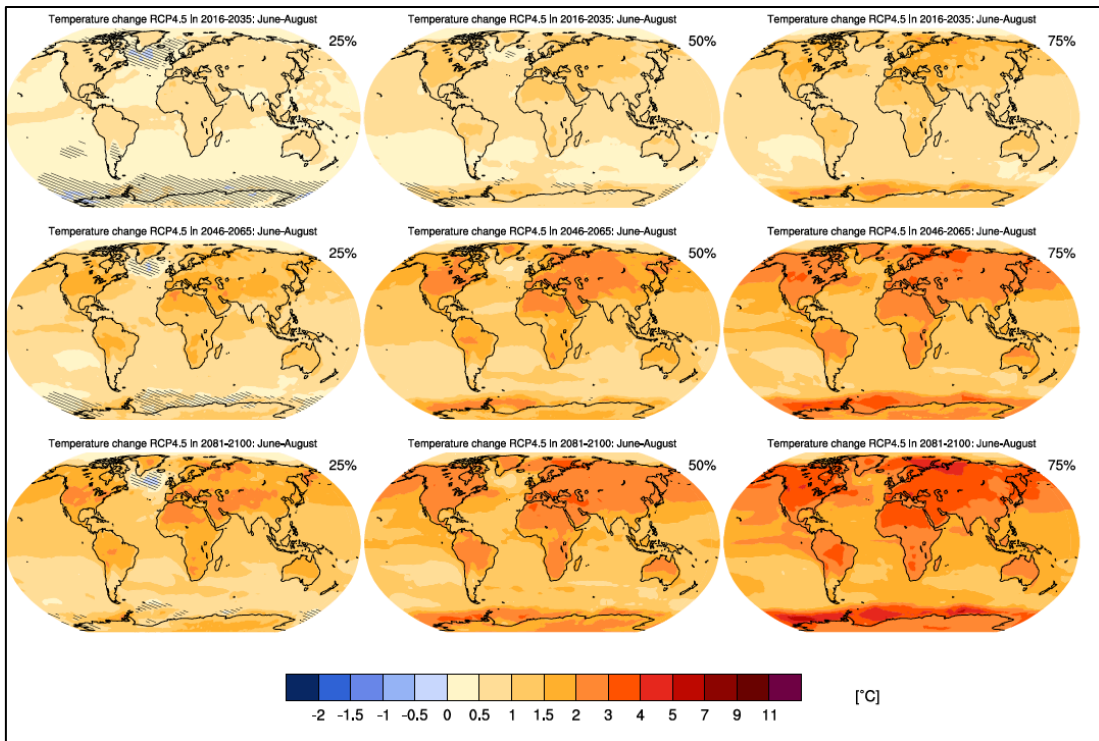 Temperature change RCP4.5 in 2016-2035: June-August
25%
Temperature change RCP4.5 in 2016-2035: June-August
50%
Temperature change RCP4.5 in 2016-2035: June-August
75%
Temperature change RCP4.5 in 2046-2065: June-August
25%
Temperature change RCP4.5 in 2046-2065: June-August
50%
Temperature change RCP4.5 in 2046-2065: June-August
75%
Temperature change RCP4.5 in 2081-2100: June-August
25%
Temperature change RCP4.5 in 2081-2100: June-August
50%
Temperature change RCP4.5 in 2081-2100: June-August
75%
-2 -1.5 -1 -0.5 0 0.5 1 1.5 2 3 4 5 7 9 11
[°C]